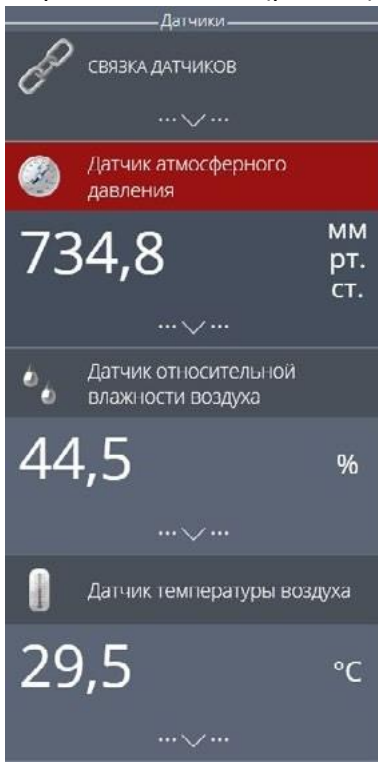 Датчики
СВЯЗКА ДАТЧИКОВ
Датчик атмосферного
давления
734,8
мм
рт.
ст.
Датчик относительной
влажности воздуха
44,5
%
Датчик температуры воздуха
29,5
°C